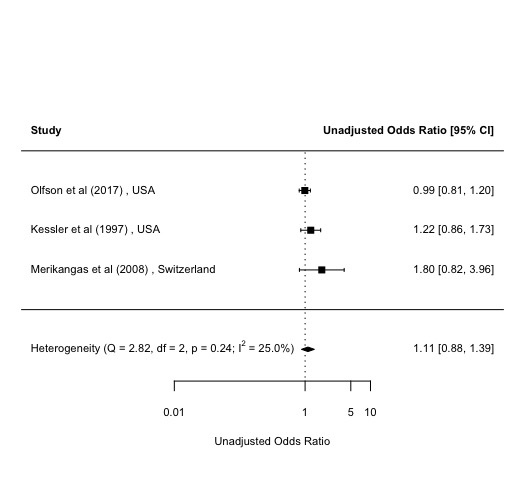 Study Unadjusted Odds Ratio [95% CI]
Olfson et al (2017) , USA 0.99 [0.81, 1.20]
Kessler et al (1997) , USA 1.22 [0.86, 1.73]
Merikangas et al (2008) , Switzerland 1.80 [0.82, 3.96]
Heterogeneity (Q = 2.82, df = 2, p = 0.24; I² = 25.0%) 1.11 [0.88, 1.39]
0.01 1 5 10
Unadjusted Odds Ratio